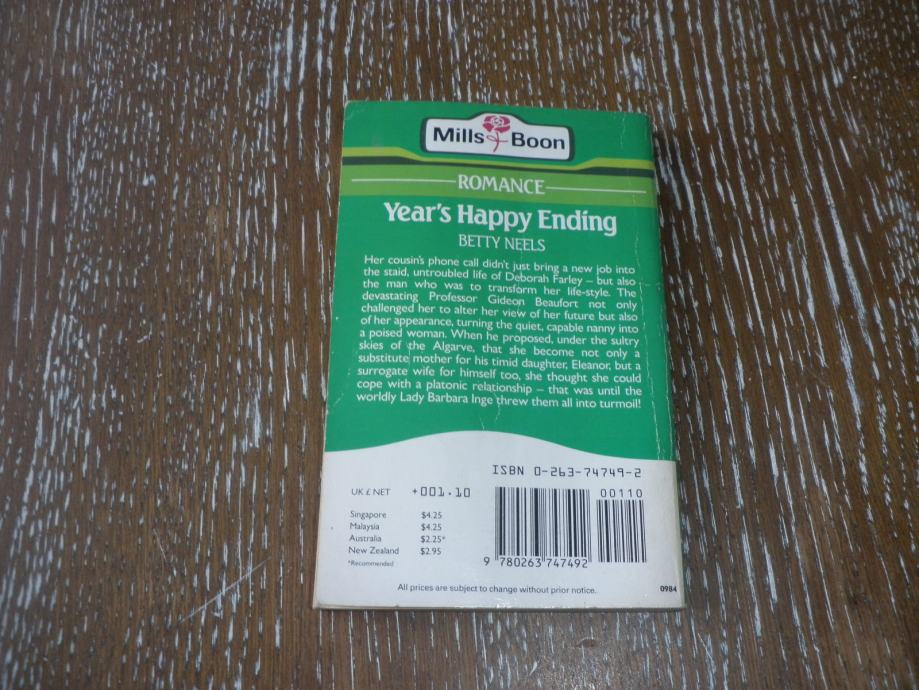 Mills Boon
ROMANCE
Year's Happy Ending
BETTY NEELS
Her cousin's phone call didn't just bring a new job into
the staid, untroubled life of Deborah Farley – but also
the man who was to transform her life-style. The
devastating Professor Gideon Beaufort not only
challenged her to alter her view of her future but also
of her appearance, turning the quiet, capable nanny into
a poised woman. When he proposed, under the sultry
skies of the Algarve, that she become not only a
substitute mother for his timid daughter, Eleanor, but a
surrogate wife for himself too, she thought she could
cope with a platonic relationship – that was until the
worldly Lady Barbara Inge threw them all into turmoil!
ISBN 0-263-74749-2
UK £ NET +001.10
00110
Singapore $4.25
Malaysia $4.25
Australia $2.25*
New Zealand $2.95
*Recommended
9 780263 747492
All prices are subject to change without prior notice.
0984